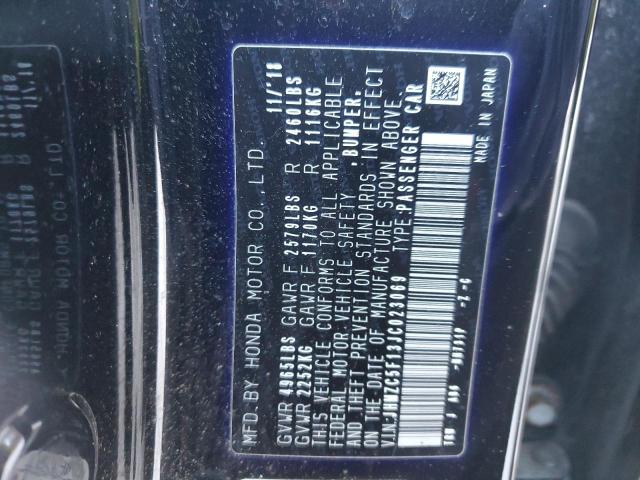 MFD.BY HONDA MOTOR CO., LTD. 11/'18
GVWR 4965LBS GAWR F 2579LBS R 2460LBS
GVWR 2252KG GAWR F 1170KG R 1116KG
THIS VEHICLE CONFORMS TO ALL APPLICABLE
FEDERAL MOTOR VEHICLE SAFETY ,BUMPER,
AND THEFT PREVENTION STANDARDS IN EFFECT
ON THE DATE OF MANUFACTURE SHOWN ABOVE.
V.I.N.:JHMZC5F13JC023069 TYPE:PASSENGER CAR
MADE IN JAPAN